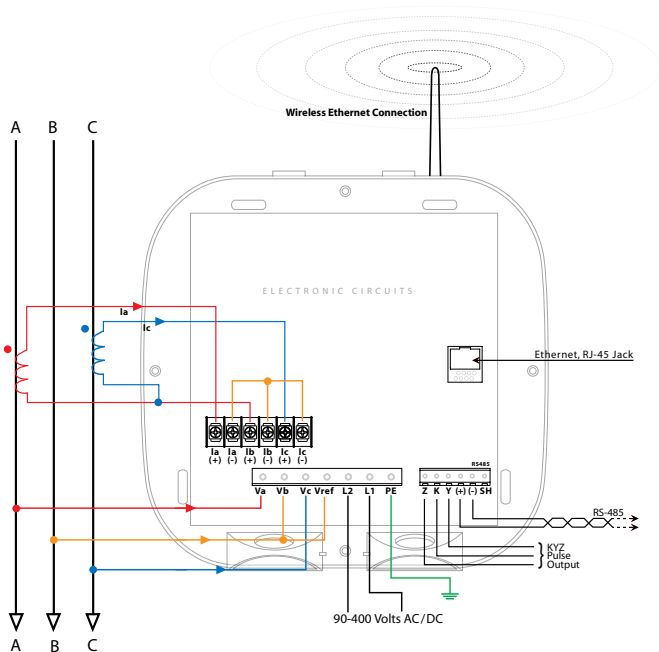 Wireless Ethernet Connection
A B C
ELECTRONIC CIRCUITS
Ia
Ic
Ethernet, RJ-45 Jack
Ia Ia Ib Ib Ic Ic
(+) (-) (+) (-) (+) (-)
RS485
Va Vb Vc Vref L2 L1 PE
Z K Y (+) (-) SH
RS-485
KYZ
Pulse
Output
90-400 Volts AC/DC
A B C